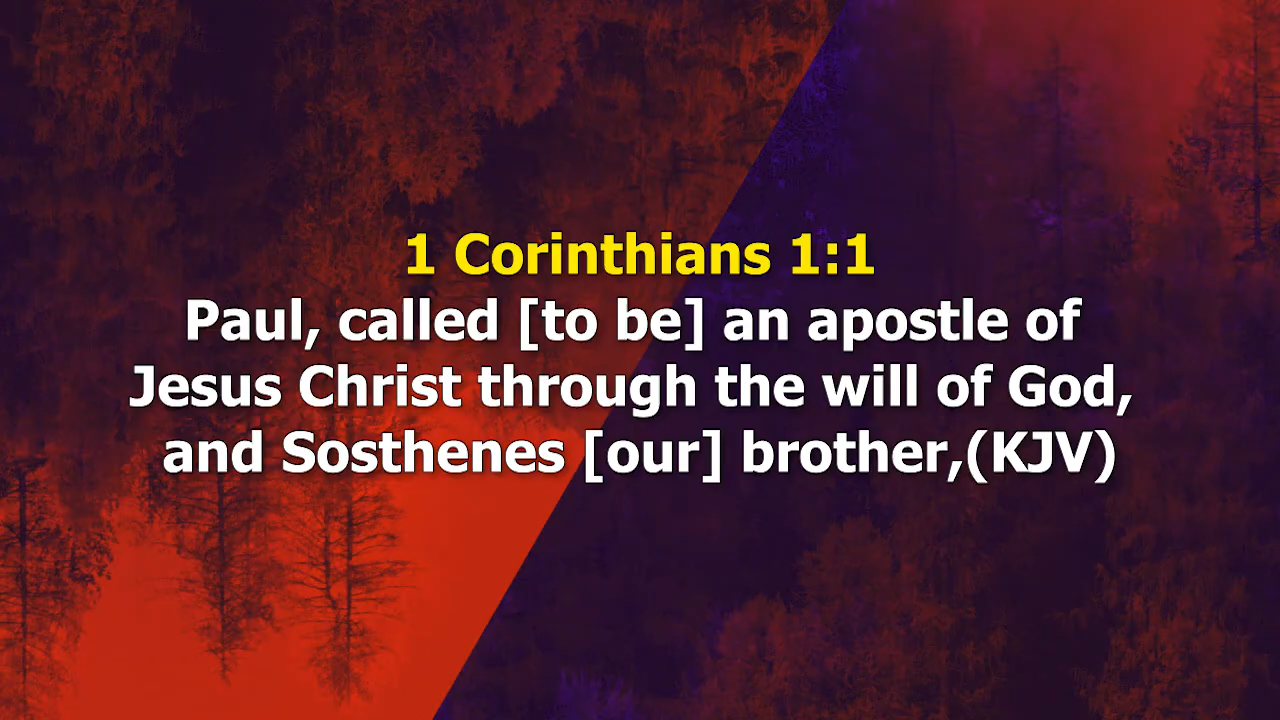 1 Corinthians 1:1
Paul, called [to be] an apostle of
Jesus Christ through the will of God,
and Sosthenes [our] brother,(KJV)